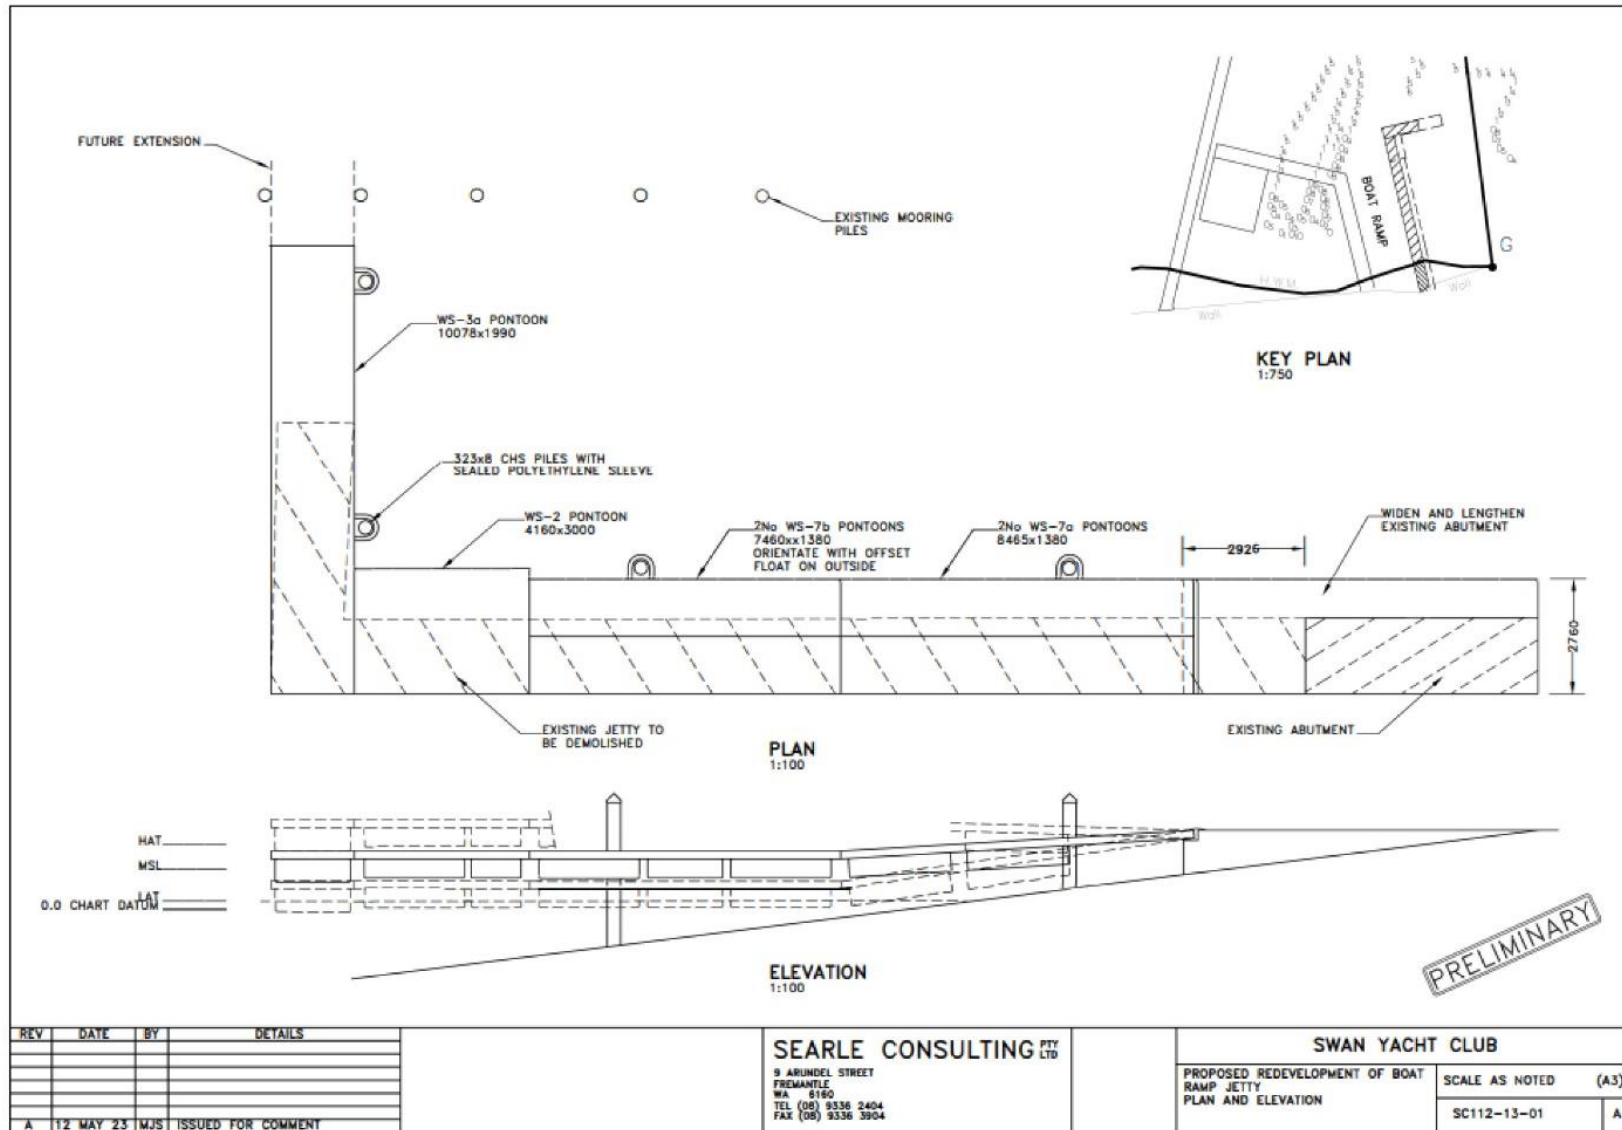 FUTURE EXTENSION
EXISTING MOORING
PILES
BOAT RAMP
G
H.W.M
Wall
Wall
KEY PLAN
1:750
WS-3a PONTOON
10078x1990
323x8 CHS PILES WITH
SEALED POLYETHYLENE SLEEVE
WS-2 PONTOON
4160x3000
2No WS-7b PONTOONS
7460xx1380
ORIENTATE WITH OFFSET
FLOAT ON OUTSIDE
2No WS-7a PONTOONS
8465x1380
2926
WIDEN AND LENGTHEN
EXISTING ABUTMENT
2760
EXISTING JETTY TO
BE DEMOLISHED
EXISTING ABUTMENT
PLAN
1:100
HAT
MSL
LAT
0.0 CHART DATUM
ELEVATION
1:100
PRELIMINARY
REV DATE BY DETAILS
A 12 MAY 23 MJS ISSUED FOR COMMENT
SEARLE CONSULTING PTY LTD
9 ARUNDEL STREET
FREMANTLE
WA 6160
TEL (08) 9336 2404
FAX (08) 9336 3904
SWAN YACHT CLUB
PROPOSED REDEVELOPMENT OF BOAT
RAMP JETTY
PLAN AND ELEVATION
SCALE AS NOTED (A3)
SC112-13-01 A